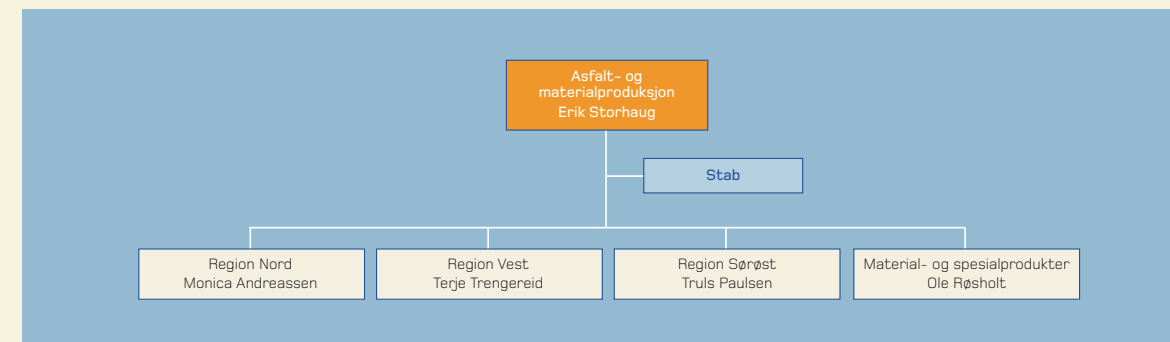 Asfalt- og
materialproduksjon
Erik Storhaug
Stab
Region Nord
Monica Andreassen
Region Vest
Terje Trengereid
Region Sørøst
Truls Paulsen
Material- og spesialprodukter
Ole Røsholt